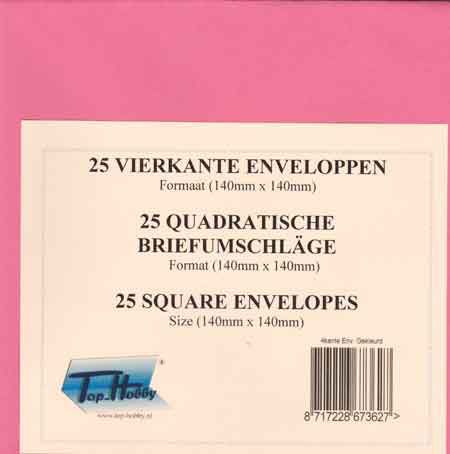 25 VIERKANTE ENVELOPPEN
Formaat (140mm x 140mm)
25 QUADRATISCHE
BRIEFUMSCHLÄGE
Format (140mm x 140mm)
25 SQUARE ENVELOPES
Size (140mm x 140mm)
4kante Env. Gekleurd
Top-Hobby®
www.top-hobby.nl
8 717228 673627 >